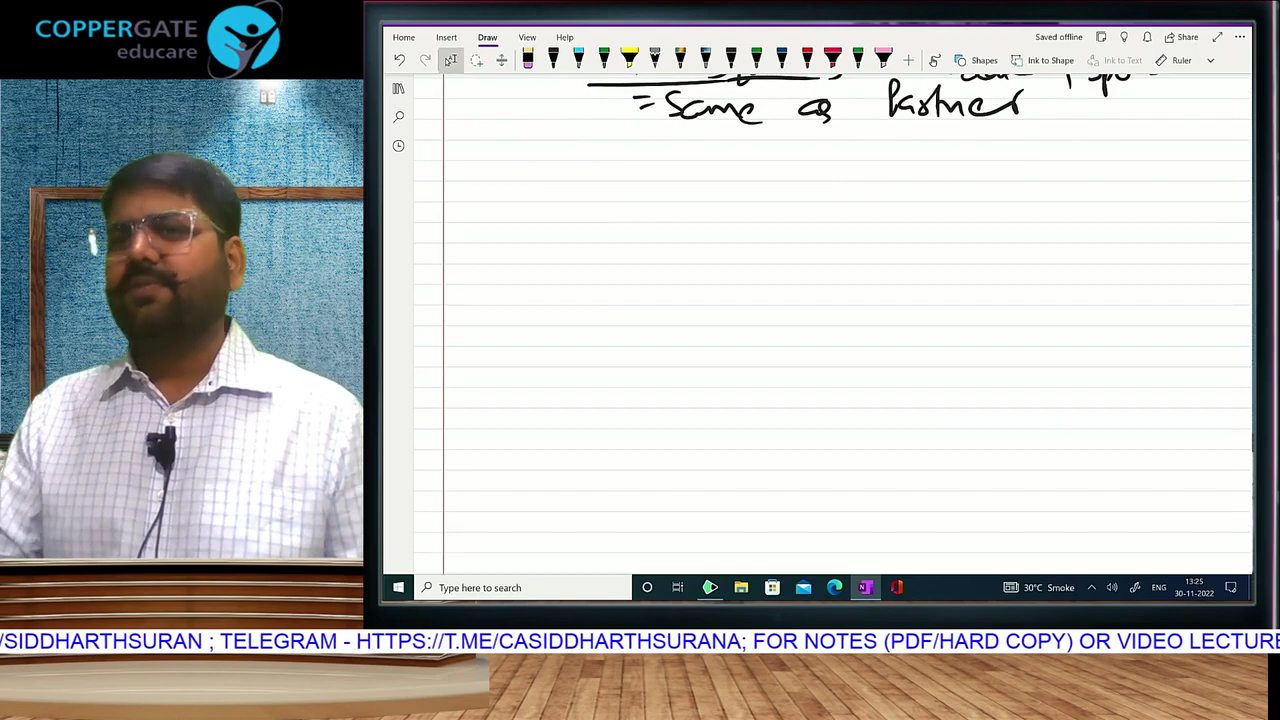 COPPERGATE
educare
Home Insert Draw View Help
Saved offline
Share
Shapes
Ink to Shape
Ink to Text
Ruler
= Same as Partner
Type here to search
30°C Smoke
ENG
13:25
30-11-2022
/SIDDHARTHSURAN ; TELEGRAM - HTTPS://T.ME/CASIDDHARTHSURANA; FOR NOTES (PDF/HARD COPY) OR VIDEO LECTURE